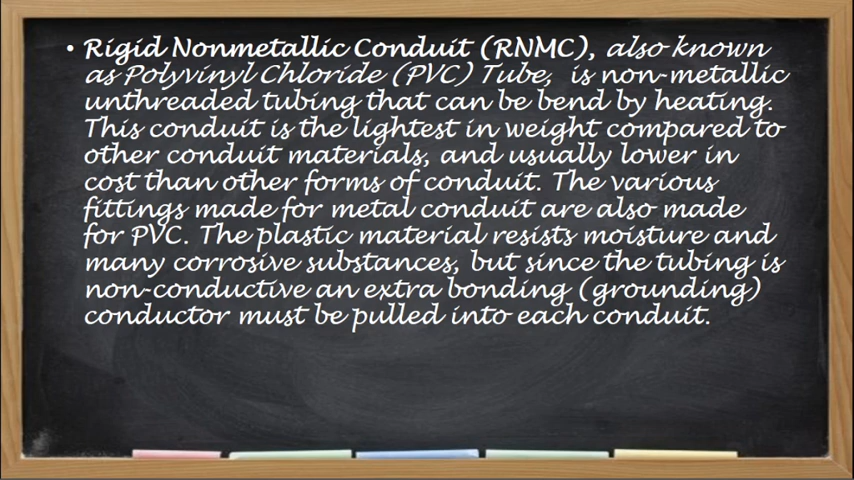 • Rigid Nonmetallic Conduit (RNMC), also known
as Polyvinyl Chloride (PVC) Tube, is non-metallic
unthreaded tubing that can be bend by heating.
This conduit is the lightest in weight compared to
other conduit materials, and usually lower in
cost than other forms of conduit. The various
fittings made for metal conduit are also made
for PVC. The plastic material resists moisture and
many corrosive substances, but since the tubing is
non-conductive an extra bonding (grounding)
conductor must be pulled into each conduit.